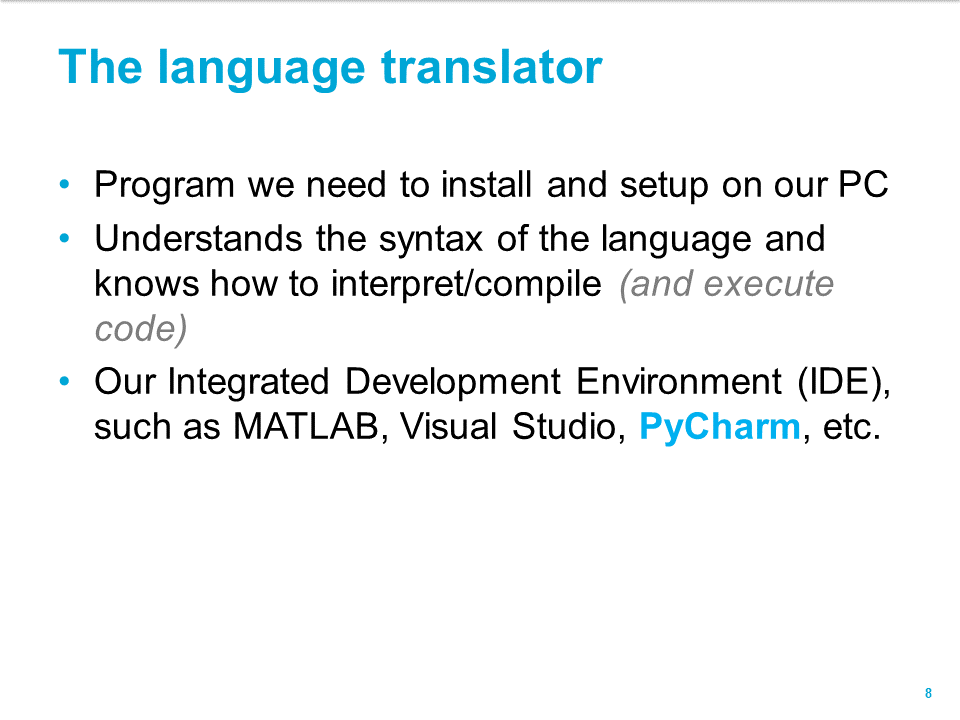 The language translator
• Program we need to install and setup on our PC
• Understands the syntax of the language and
knows how to interpret/compile (and execute
code)
• Our Integrated Development Environment (IDE),
such as MATLAB, Visual Studio, PyCharm, etc.
8